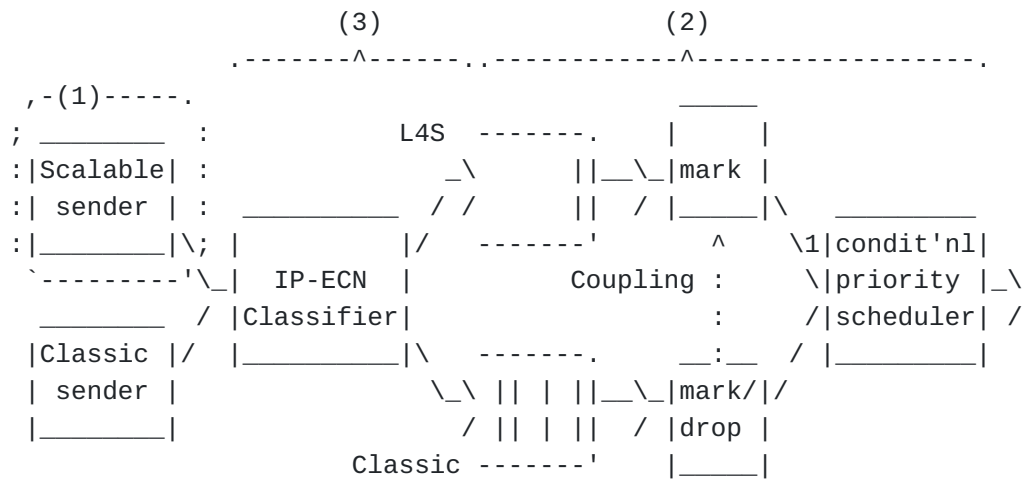 (3) (2)
,-(1)-----.
L4S
Scalable mark
sender
condit'nl
1
IP-ECN Coupling priority
Classifier scheduler
Classic
sender mark/
drop
Classic